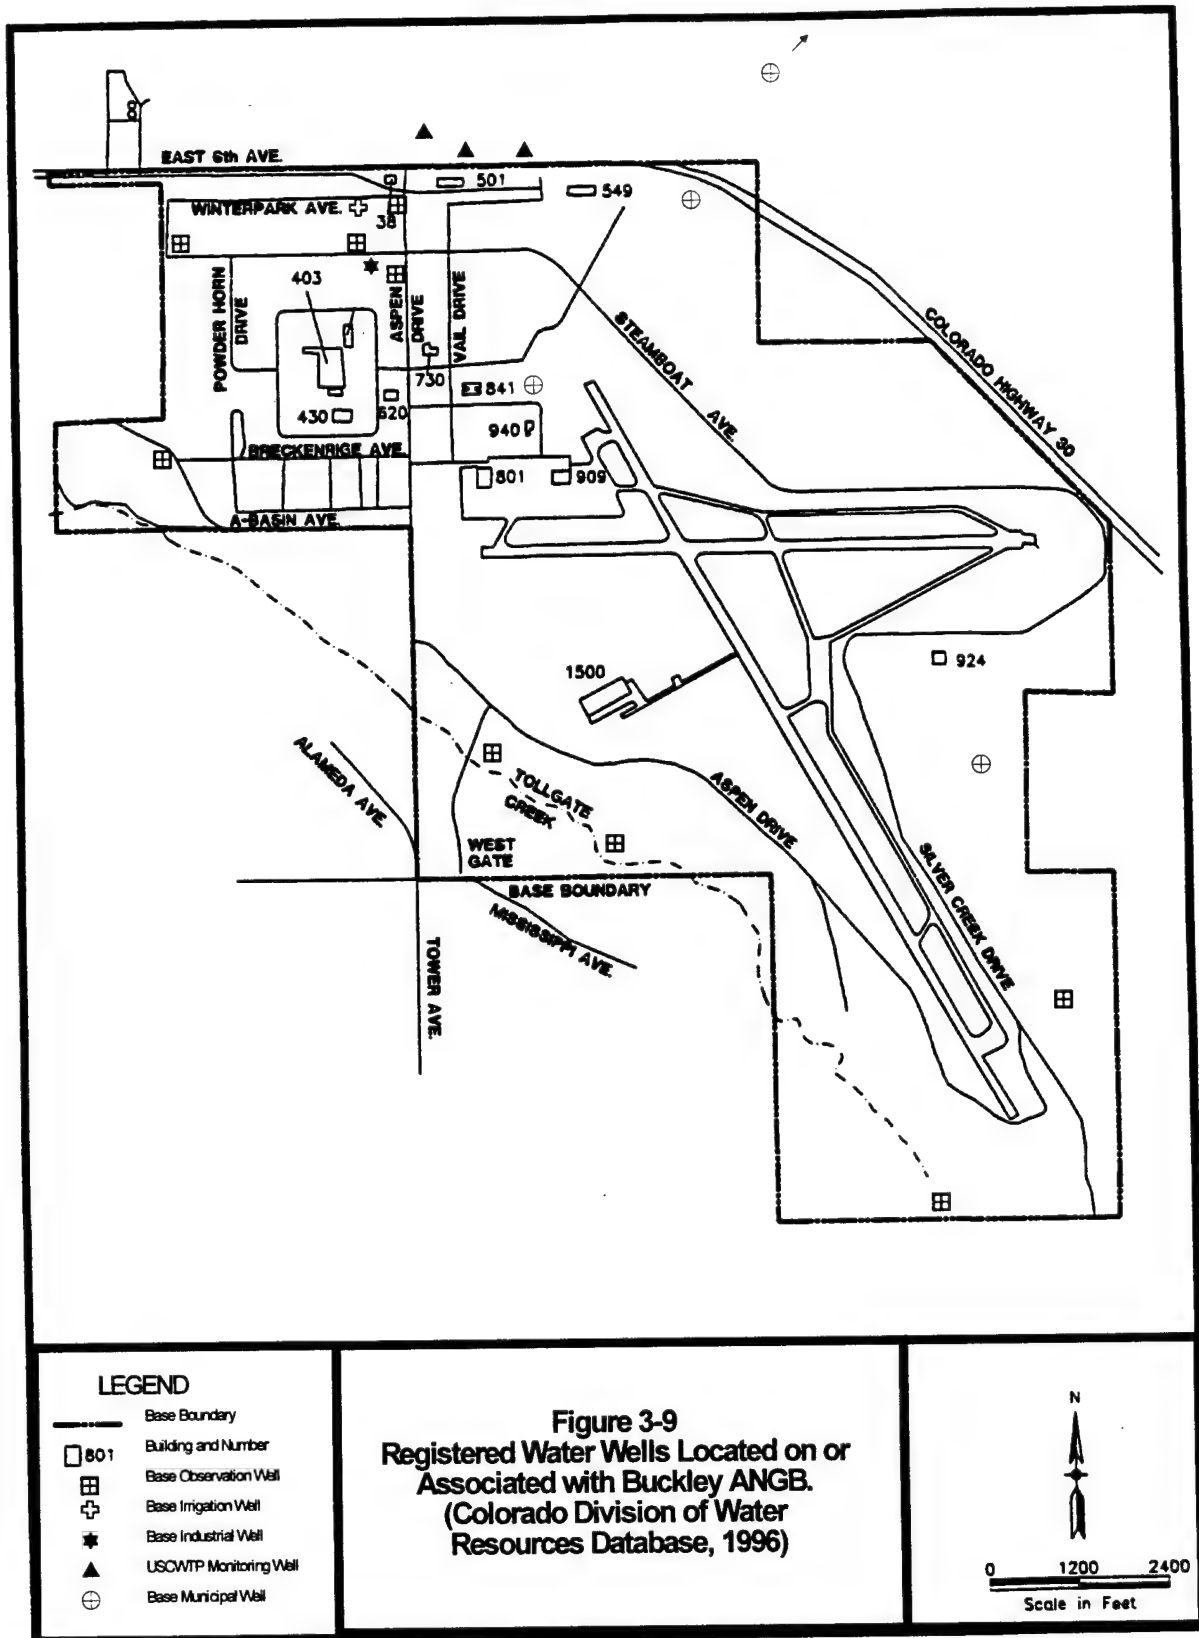 EAST 6th AVE.
501
549
WINTERPARK AVE.
38
403
POWDER HORN
DRIVE
ASPEN
DRIVE
VAIL DRIVE
STEAMBOAT
AVE.
COLORADO HIGHWAY 30
730
841
430
620
940
BRECKENRIGE AVE.
801
909
A-BASIN AVE.
924
1500
ALAMEDA AVE.
TOLLGATE
CREEK
ASPEN DRIVE
WEST
GATE
BASE BOUNDARY
MISSISSIPPI AVE.
SILVER CREEK DRIVE
TOWER AVE.
LEGEND
Base Boundary
801 Building and Number
Base Observation Well
Base Irrigation Well
Base Industrial Well
USCWTP Monitoring Well
Base Municipal Well
Figure 3-9
Registered Water Wells Located on or
Associated with Buckley ANGB.
(Colorado Division of Water
Resources Database, 1996)
N
0 1200 2400
Scale in Feet